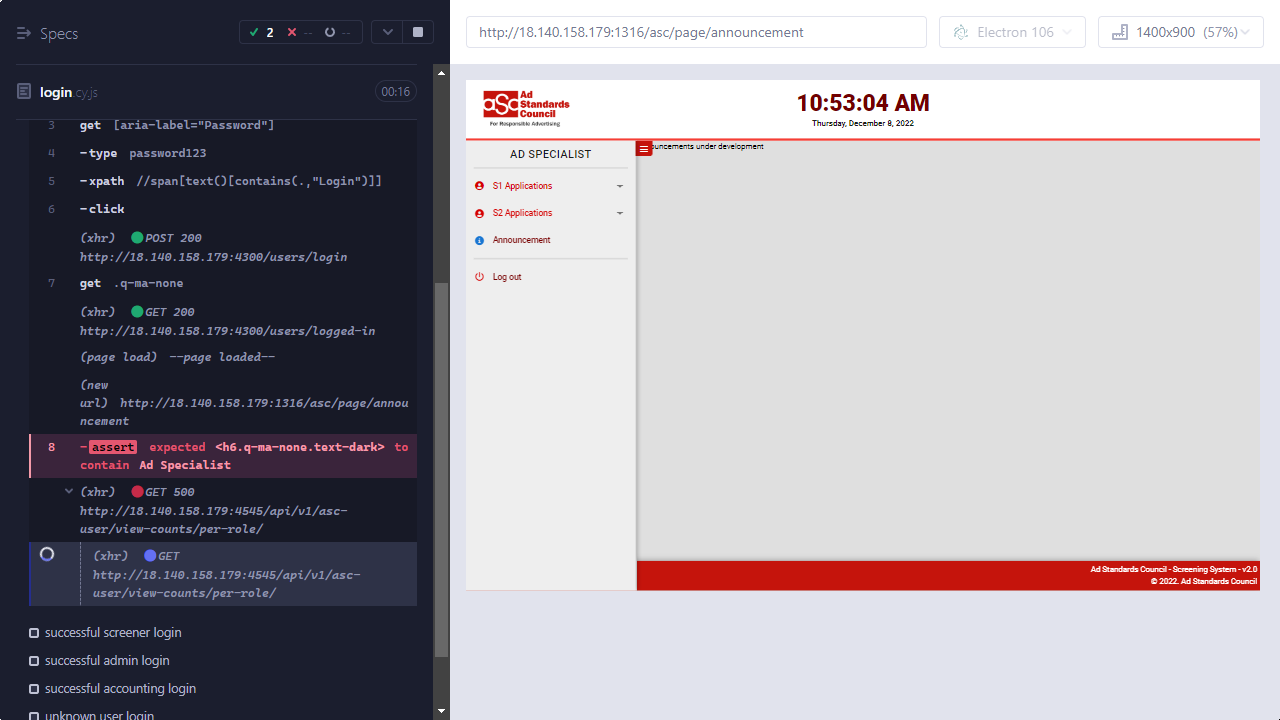 Specs
2
--
--
login.cy.js
00:16
3 get [aria-label="Password"]
4 -type password123
5 -xpath //span[text()[contains(.,"Login")]]
6 -click
(xhr) POST 200
http://18.140.158.179:4300/users/login
7 get .q-ma-none
(xhr) GET 200
http://18.140.158.179:4300/users/logged-in
(page load) --page loaded--
(new
url) http://18.140.158.179:1316/asc/page/annou
ncement
8 -assert expected <h6.q-ma-none.text-dark> to
contain Ad Specialist
(xhr) GET 500
http://18.140.158.179:4545/api/v1/asc-
user/view-counts/per-role/
(xhr) GET
http://18.140.158.179:4545/api/v1/asc-
user/view-counts/per-role/
successful screener login
successful admin login
successful accounting login
unknown user login
http://18.140.158.179:1316/asc/page/announcement
Electron 106
1400x900 (57%)
asc
Ad
Standards
Council
For Responsible Advertising
10:53:04 AM
Thursday, December 8, 2022
AD SPECIALIST
S1 Applications
S2 Applications
Announcement
Log out
ouncements under development
Ad Standards Council - Screening System - v2.0
© 2022. Ad Standards Council